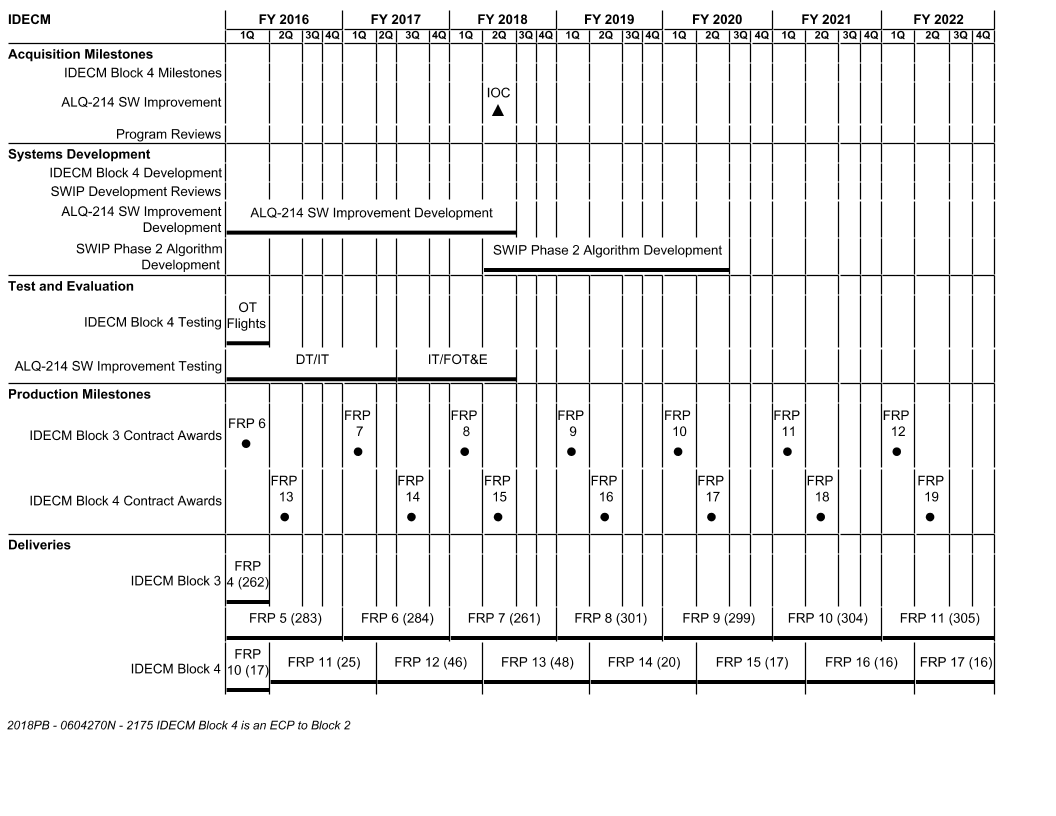 IDECM FY 2016 FY 2017 FY 2018 FY 2019 FY 2020 FY 2021 FY 2022
1Q 2Q 3Q 4Q 1Q 2Q 3Q 4Q 1Q 2Q 3Q 4Q 1Q 2Q 3Q 4Q 1Q 2Q 3Q 4Q 1Q 2Q 3Q 4Q 1Q 2Q 3Q 4Q
Acquisition Milestones
IDECM Block 4 Milestones
ALQ-214 SW Improvement
IOC
Program Reviews
Systems Development
IDECM Block 4 Development
SWIP Development Reviews
ALQ-214 SW Improvement
Development
ALQ-214 SW Improvement Development
SWIP Phase 2 Algorithm
Development
SWIP Phase 2 Algorithm Development
Test and Evaluation
IDECM Block 4 Testing
OT
Flights
ALQ-214 SW Improvement Testing
DT/IT
IT/FOT&E
Production Milestones
IDECM Block 3 Contract Awards
FRP 6
FRP
7
FRP
8
FRP
9
FRP
10
FRP
11
FRP
12
IDECM Block 4 Contract Awards
FRP
13
FRP
14
FRP
15
FRP
16
FRP
17
FRP
18
FRP
19
Deliveries
IDECM Block 3
FRP
4 (262)
FRP 5 (283)
FRP 6 (284)
FRP 7 (261)
FRP 8 (301)
FRP 9 (299)
FRP 10 (304)
FRP 11 (305)
IDECM Block 4
FRP
10 (17)
FRP 11 (25)
FRP 12 (46)
FRP 13 (48)
FRP 14 (20)
FRP 15 (17)
FRP 16 (16)
FRP 17 (16)
2018PB - 0604270N - 2175 IDECM Block 4 is an ECP to Block 2